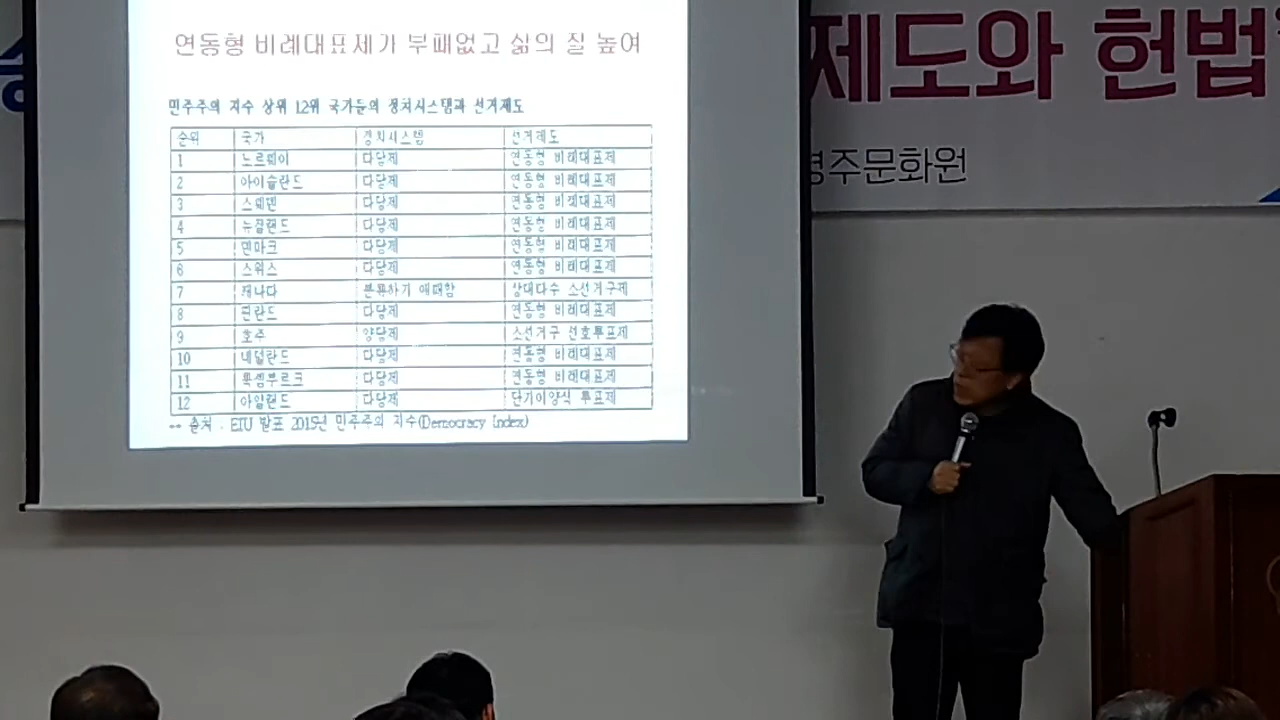 연동형 비례대표제가 부패없고 삶의 질 높여
민주주의 지수 상위 12위 국가들의 정치시스템과 선거제도
순위 국가 정치시스템 선거제도
1 노르웨이 다당제 연동형 비례대표제
2 아이슬란드 다당제 연동형 비례대표제
3 스웨덴 다당제 연동형 비례대표제
4 뉴질랜드 다당제 연동형 비례대표제
5 덴마크 다당제 연동형 비례대표제
6 스위스 다당제 연동형 비례대표제
7 캐나다 분류하기 애매함 상대다수 소선거구제
8 핀란드 다당제 연동형 비례대표제
9 호주 양당제 소선거구 선호투표제
10 네덜란드 다당제 연동형 비례대표제
11 룩셈부르크 다당제 연동형 비례대표제
12 아일랜드 다당제 단기이양식 투표제
** 출처 : EIU 발표 2015년 민주주의 지수(Democracy Index)
제도와 헌법
경주문화원